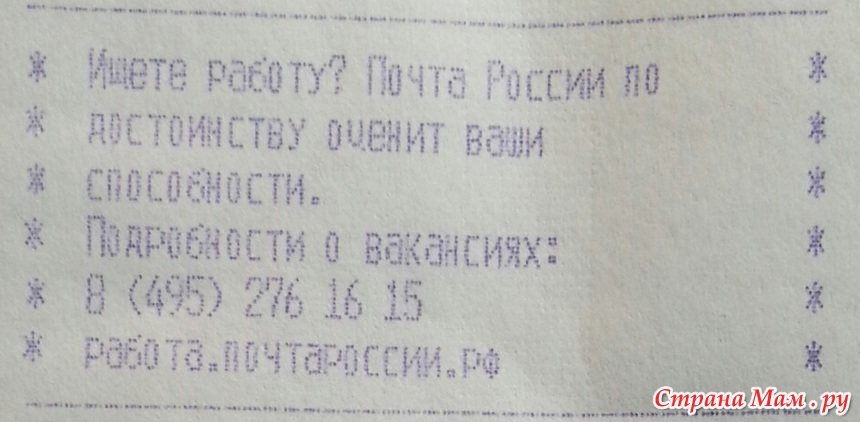 * Ищете работу? Почта России по *
* достоинству оценит ваши *
* способности. *
* Подробности о вакансиях: *
* 8 (495) 276 16 15 *
* работа.почтароссии.рф *
Страна Мам.ру